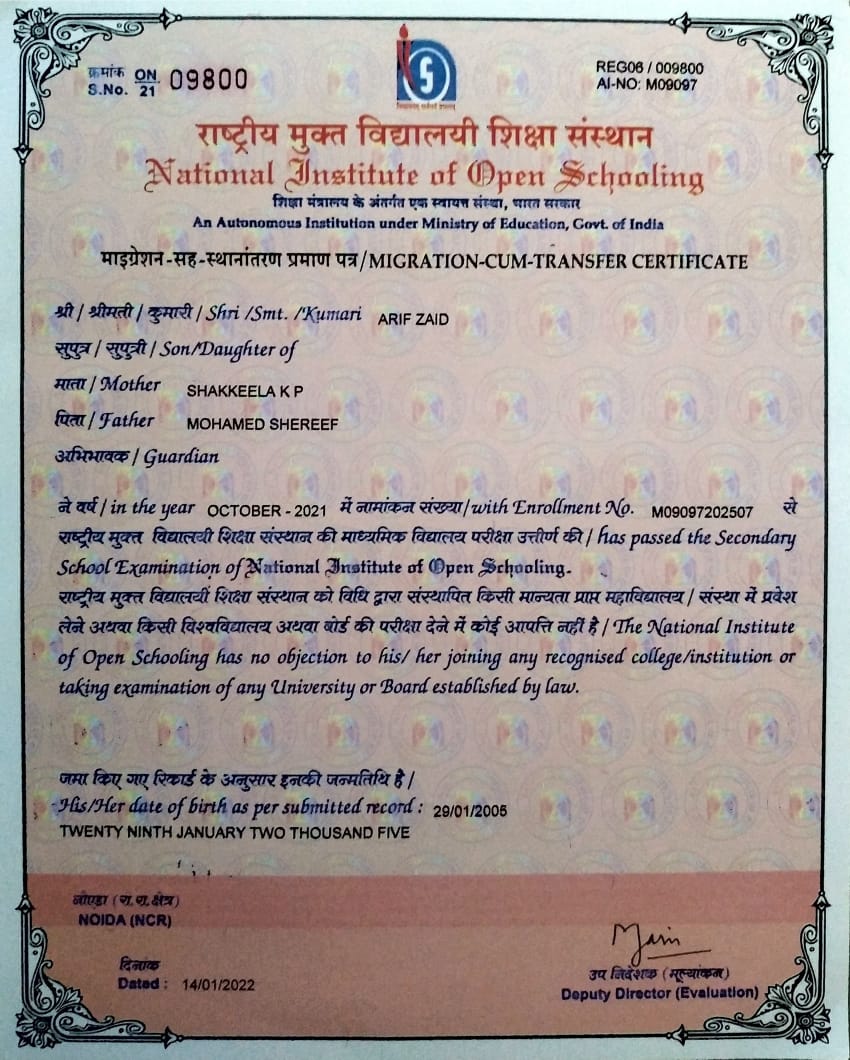 क्रमांक ON 09800
S.No. 21
REG06 / 009800
AI-NO: M09097
राष्ट्रीय मुक्त विद्यालयी शिक्षा संस्थान
National Institute of Open Schooling
शिक्षा मंत्रालय के अंतर्गत एक स्वायत्त संस्था, भारत सरकार
An Autonomous Institution under Ministry of Education, Govt. of India
माइग्रेशन-सह-स्थानांतरण प्रमाण पत्र/MIGRATION-CUM-TRANSFER CERTIFICATE
श्री / श्रीमती / कुमारी / Shri /Smt. /Kumari ARIF ZAID
सुपुत्र / सुपुत्री / Son/Daughter of
माता / Mother SHAKKEELA K P
पिता / Father MOHAMED SHEREEF
अभिभावक / Guardian
ने वर्ष / in the year OCTOBER - 2021 में नामांकन संख्या/with Enrollment No. M09097202507 से
राष्ट्रीय मुक्त विद्यालयी शिक्षा संस्थान की माध्यमिक विद्यालय परीक्षा उत्तीर्ण की / has passed the Secondary
School Examination of National Institute of Open Schooling.
राष्ट्रीय मुक्त विद्यालयी शिक्षा संस्थान को विधि द्वारा संस्थापित किसी मान्यता प्राप्त महाविद्यालय / संस्था में प्रवेश
लेने अथवा किसी विश्वविद्यालय अथवा बोर्ड की परीक्षा देने में कोई आपत्ति नहीं है / The National Institute
of Open Schooling has no objection to his/ her joining any recognised college/institution or
taking examination of any University or Board established by law.
जमा किए गए रिकार्ड के अनुसार इनकी जन्मतिथि है /
His/Her date of birth as per submitted record : 29/01/2005
TWENTY NINTH JANUARY TWO THOUSAND FIVE
नोएडा (रा.रा.क्षेत्र)
NOIDA (NCR)
दिनांक
Dated : 14/01/2022
उप निदेशक (मूल्यांकन)
Deputy Director (Evaluation)